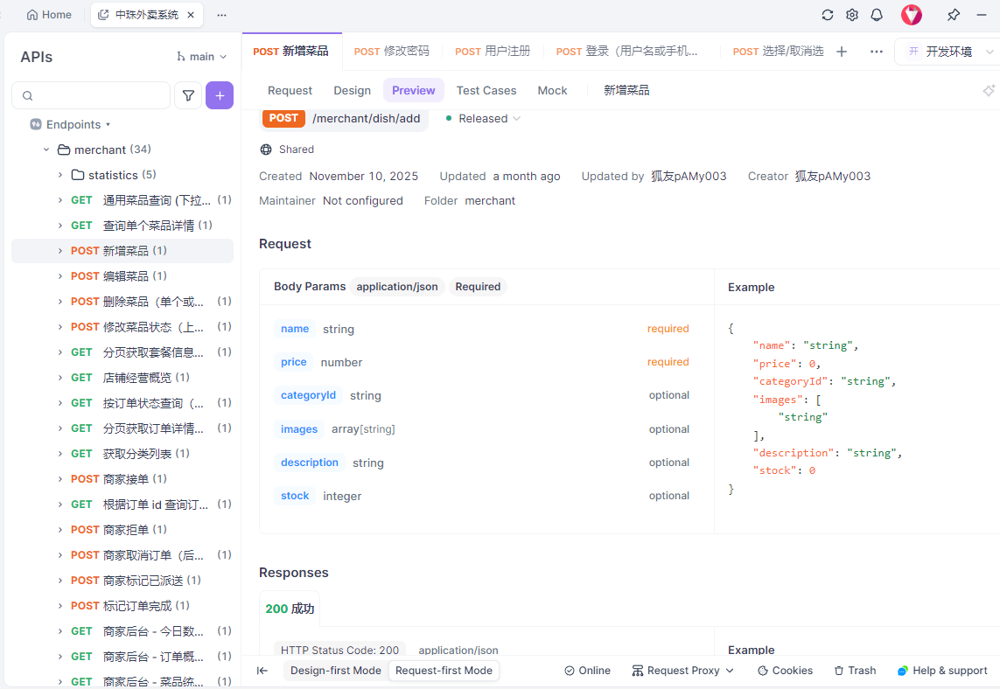 Home
中珠外卖系统
APIs
main
Endpoints
merchant (34)
statistics (5)
GET 通用菜品查询 (下拉... (1)
GET 查询单个菜品详情 (1)
POST 新增菜品 (1)
POST 编辑菜品 (1)
POST 删除菜品（单个或... (1)
POST 修改菜品状态（上... (1)
GET 分页获取套餐信息... (1)
GET 店铺经营概览 (1)
GET 按订单状态查询（... (1)
GET 分页获取订单详情... (1)
GET 获取分类列表 (1)
POST 商家接单 (1)
GET 根据订单 id 查询订... (1)
POST 商家拒单 (1)
POST 商家取消订单（后... (1)
POST 商家标记已派送 (1)
POST 标记订单完成 (1)
GET 商家后台 - 今日数... (1)
GET 商家后台 - 订单概... (1)
GET 商家后台 - 菜品统... (1)
POST 新增菜品
POST 修改密码
POST 用户注册
POST 登录（用户名或手机...
POST 选择/取消选
开 开发环境
Request Design Preview Test Cases Mock 新增菜品
POST /merchant/dish/add Released
Shared
Created November 10, 2025 Updated a month ago Updated by 狐友pAMy003 Creator 狐友pAMy003
Maintainer Not configured Folder merchant
Request
Body Params application/json Required
name string required
price number required
categoryId string optional
images array[string] optional
description string optional
stock integer optional
Example
{
"name": "string",
"price": 0,
"categoryId": "string",
"images": [
"string"
],
"description": "string",
"stock": 0
}
Responses
200 成功
HTTP Status Code: 200 application/json
Example
Design-first Mode Request-first Mode Online Request Proxy Cookies Trash Help & support